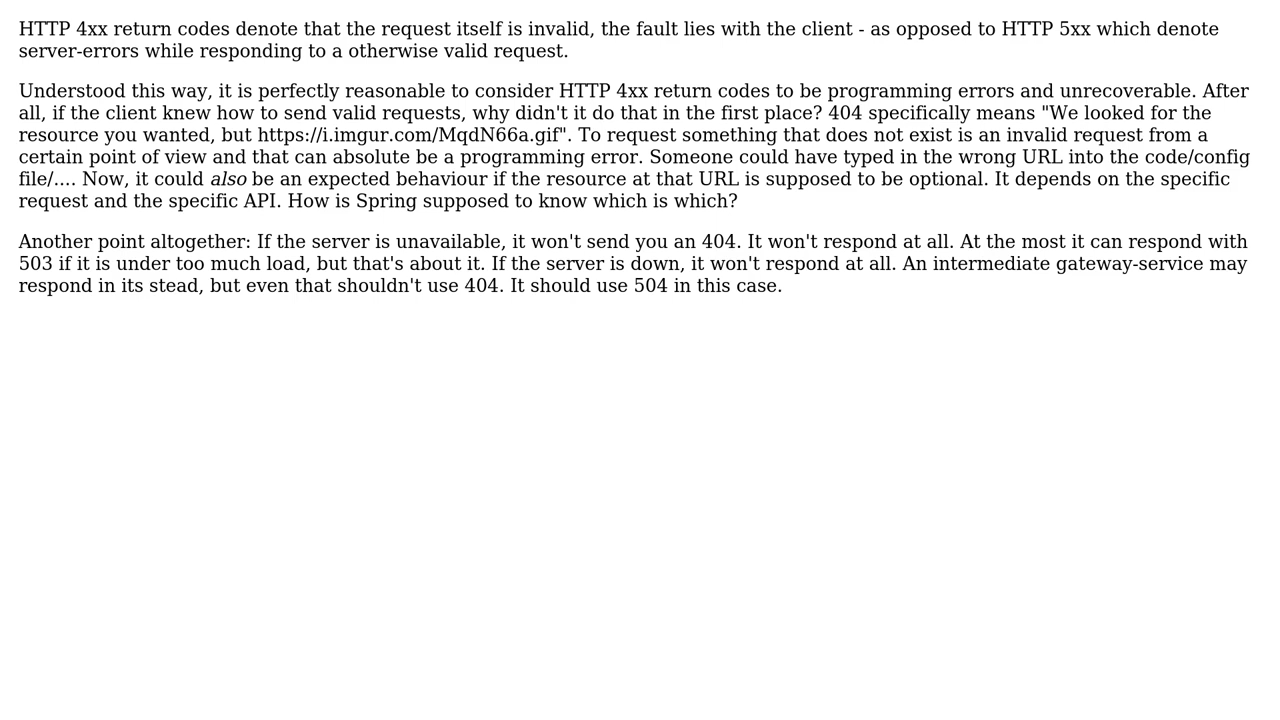 HTTP 4xx return codes denote that the request itself is invalid, the fault lies with the client - as opposed to HTTP 5xx which denote
server-errors while responding to a otherwise valid request.
Understood this way, it is perfectly reasonable to consider HTTP 4xx return codes to be programming errors and unrecoverable. After
all, if the client knew how to send valid requests, why didn't it do that in the first place? 404 specifically means "We looked for the
resource you wanted, but https://i.imgur.com/MqdN66a.gif". To request something that does not exist is an invalid request from a
certain point of view and that can absolute be a programming error. Someone could have typed in the wrong URL into the code/config
file/.... Now, it could also be an expected behaviour if the resource at that URL is supposed to be optional. It depends on the specific
request and the specific API. How is Spring supposed to know which is which?
Another point altogether: If the server is unavailable, it won't send you an 404. It won't respond at all. At the most it can respond with
503 if it is under too much load, but that's about it. If the server is down, it won't respond at all. An intermediate gateway-service may
respond in its stead, but even that shouldn't use 404. It should use 504 in this case.